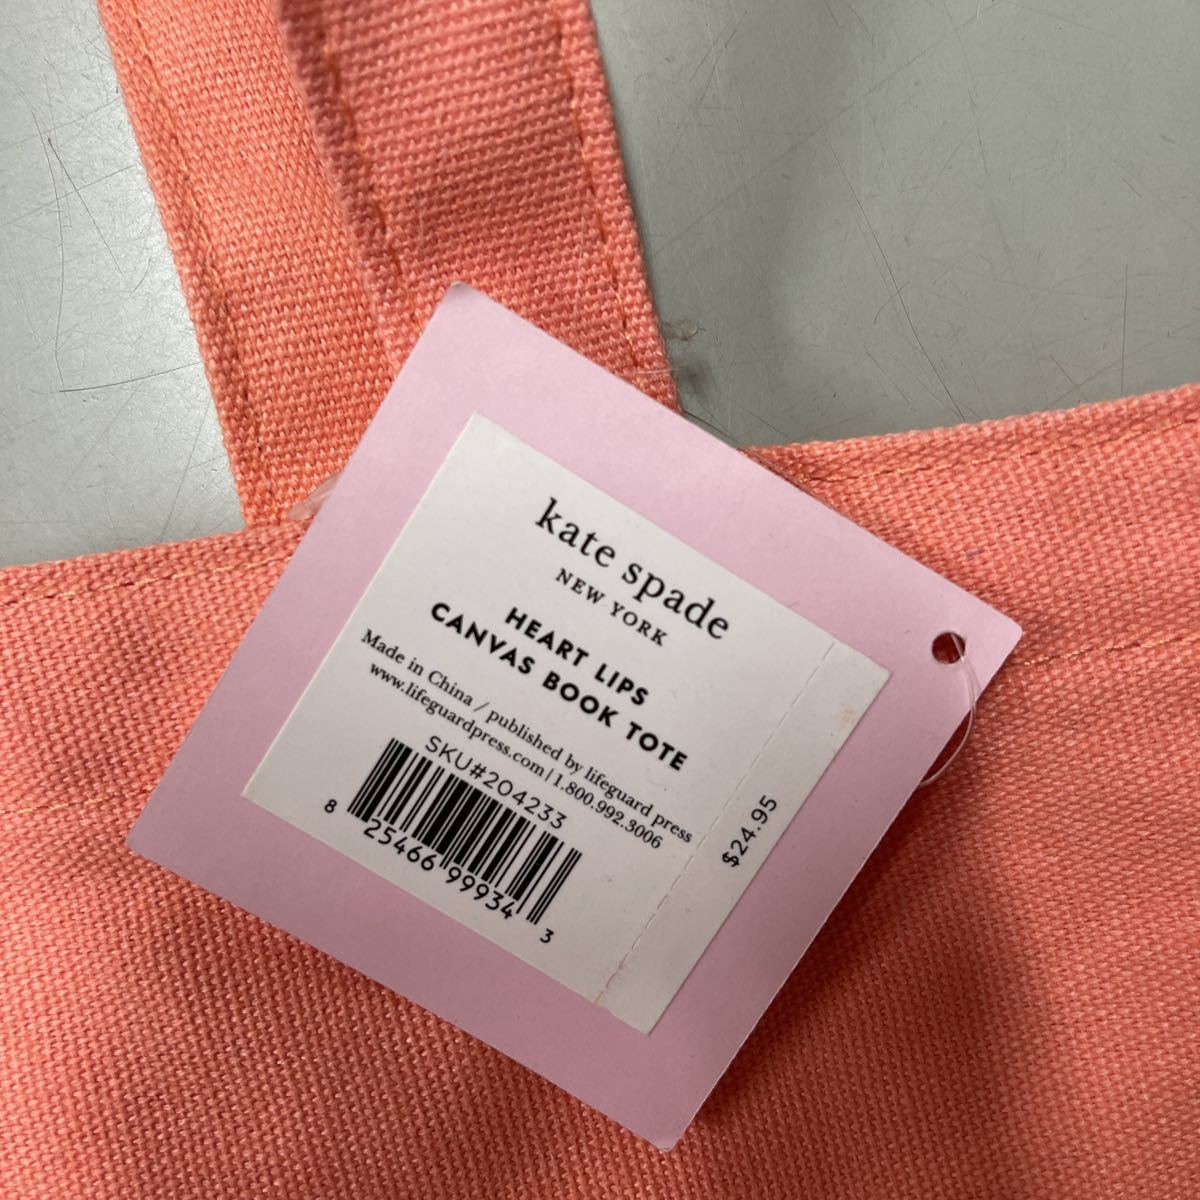 kate spade
NEW YORK
HEART LIPS
CANVAS BOOK TOTE
Made in China / published by lifeguard press
www.lifeguardpress.com/1.800.992.3006
SKU#204233
8 25466 99934 3
$24.95